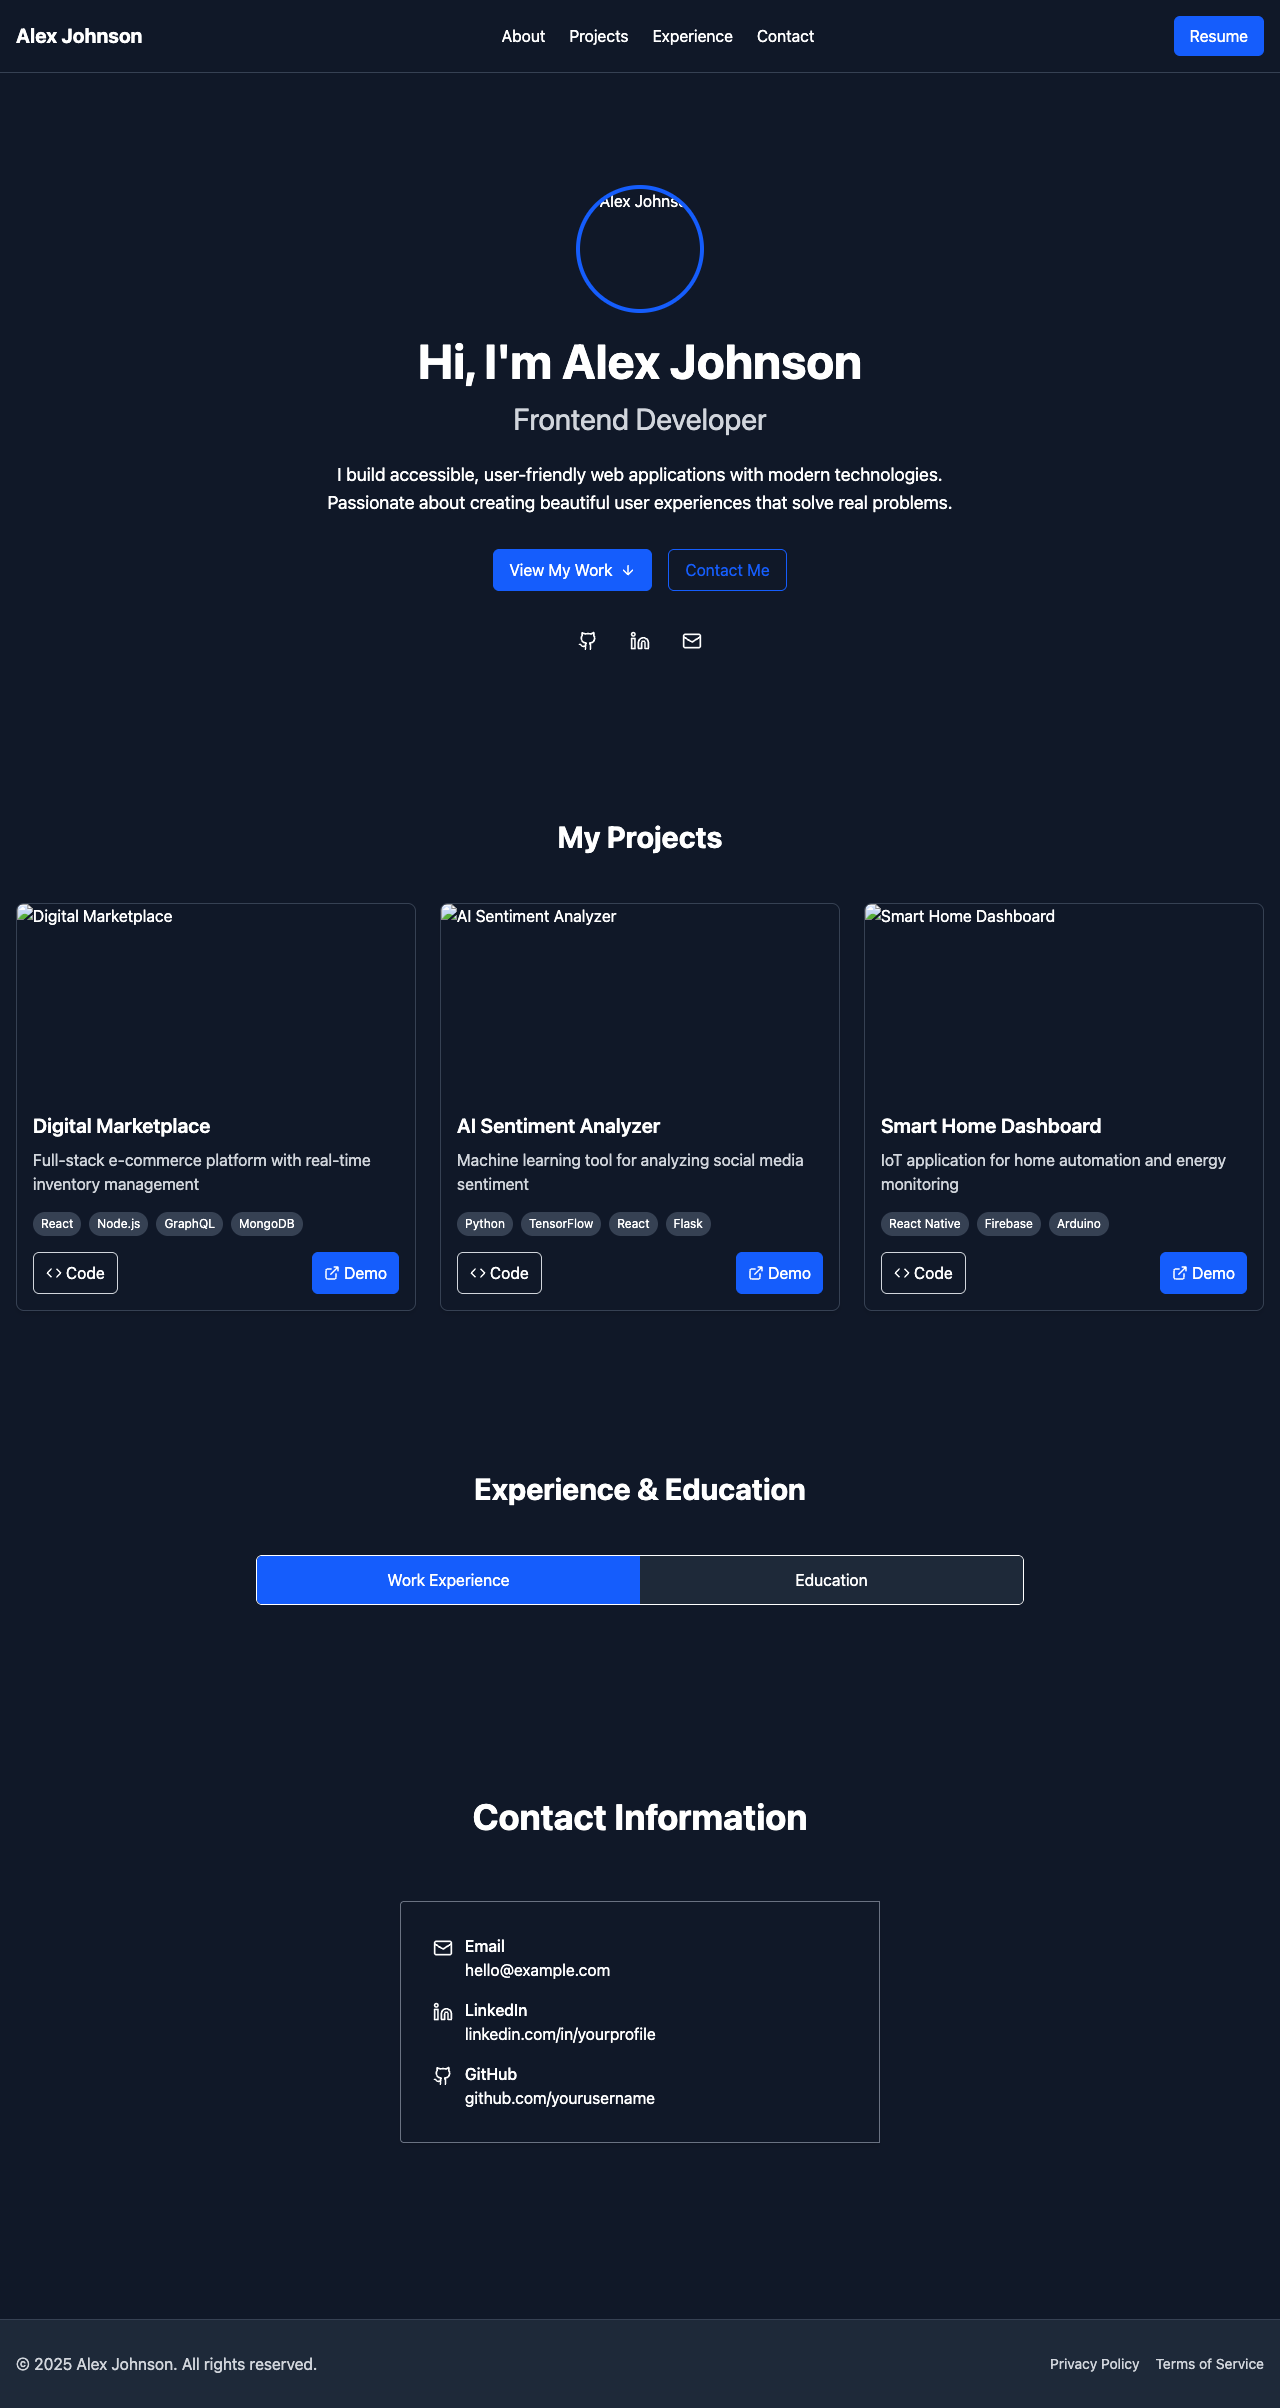 Alex Johnson
About Projects Experience Contact
Resume
Alex Johns
Hi, I'm Alex Johnson
Frontend Developer
I build accessible, user-friendly web applications with modern technologies.
Passionate about creating beautiful user experiences that solve real problems.
View My Work
Contact Me
My Projects
Digital Marketplace
Digital Marketplace
Full-stack e-commerce platform with real-time
inventory management
React Node.js GraphQL MongoDB
Code Demo
AI Sentiment Analyzer
AI Sentiment Analyzer
Machine learning tool for analyzing social media
sentiment
Python TensorFlow React Flask
Code Demo
Smart Home Dashboard
Smart Home Dashboard
IoT application for home automation and energy
monitoring
React Native Firebase Arduino
Code Demo
Experience & Education
Work Experience Education
Contact Information
Email
hello@example.com
LinkedIn
linkedin.com/in/yourprofile
GitHub
github.com/yourusername
© 2025 Alex Johnson. All rights reserved.
Privacy Policy Terms of Service